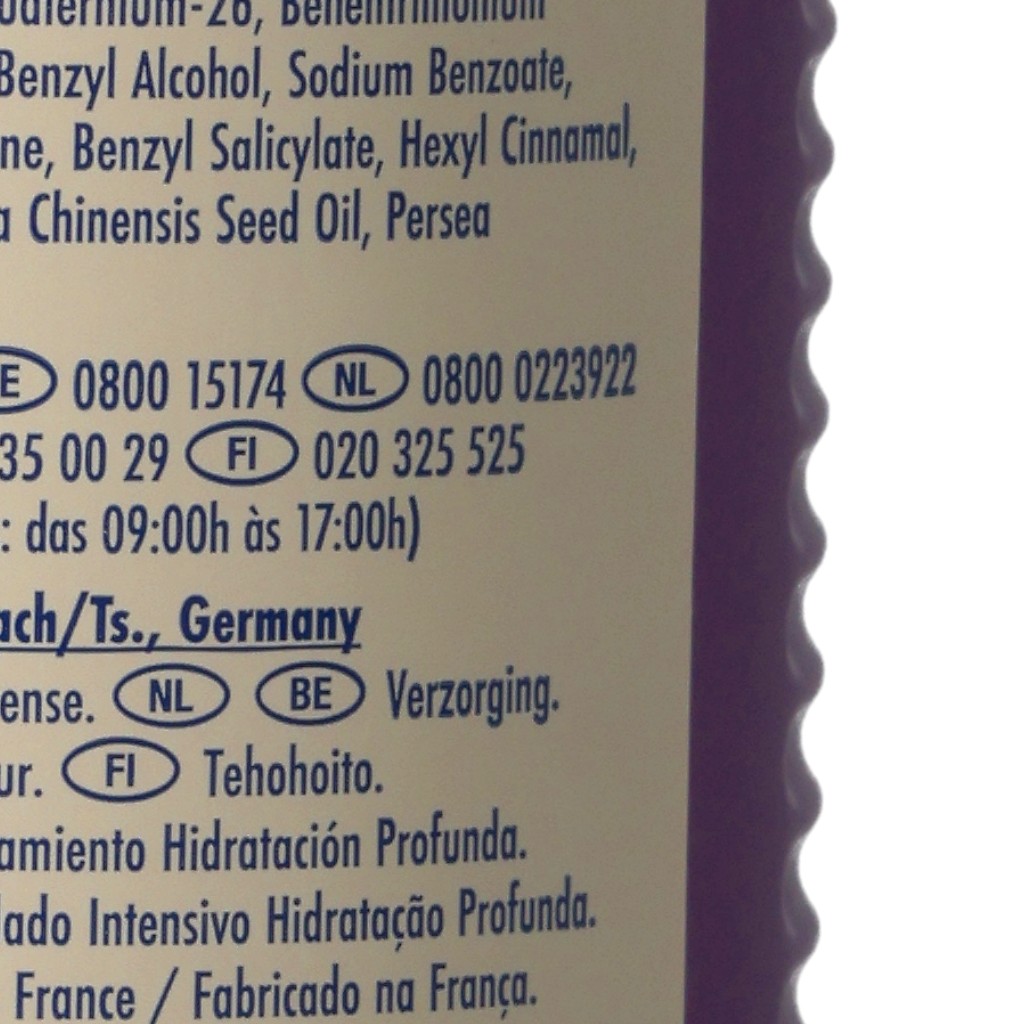 Benzyl Alcohol, Sodium Benzoate,
Benzyl Salicylate, Hexyl Cinnamal,
Chinensis Seed Oil, Persea
0800 15174 NL 0800 0223922
35 00 29 FI 020 325 525
: das 09:00h às 17:00h)
ach/Ts., Germany
ense. NL BE Verzorging.
ur. FI Tehohoito.
amiento Hidratación Profunda.
Intensivo Hidratação Profunda.
France / Fabricado na França.